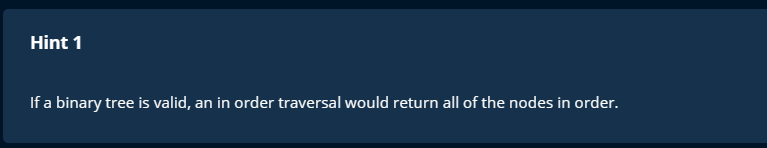 Hint 1
If a binary tree is valid, an in order traversal would return all of the nodes in order.